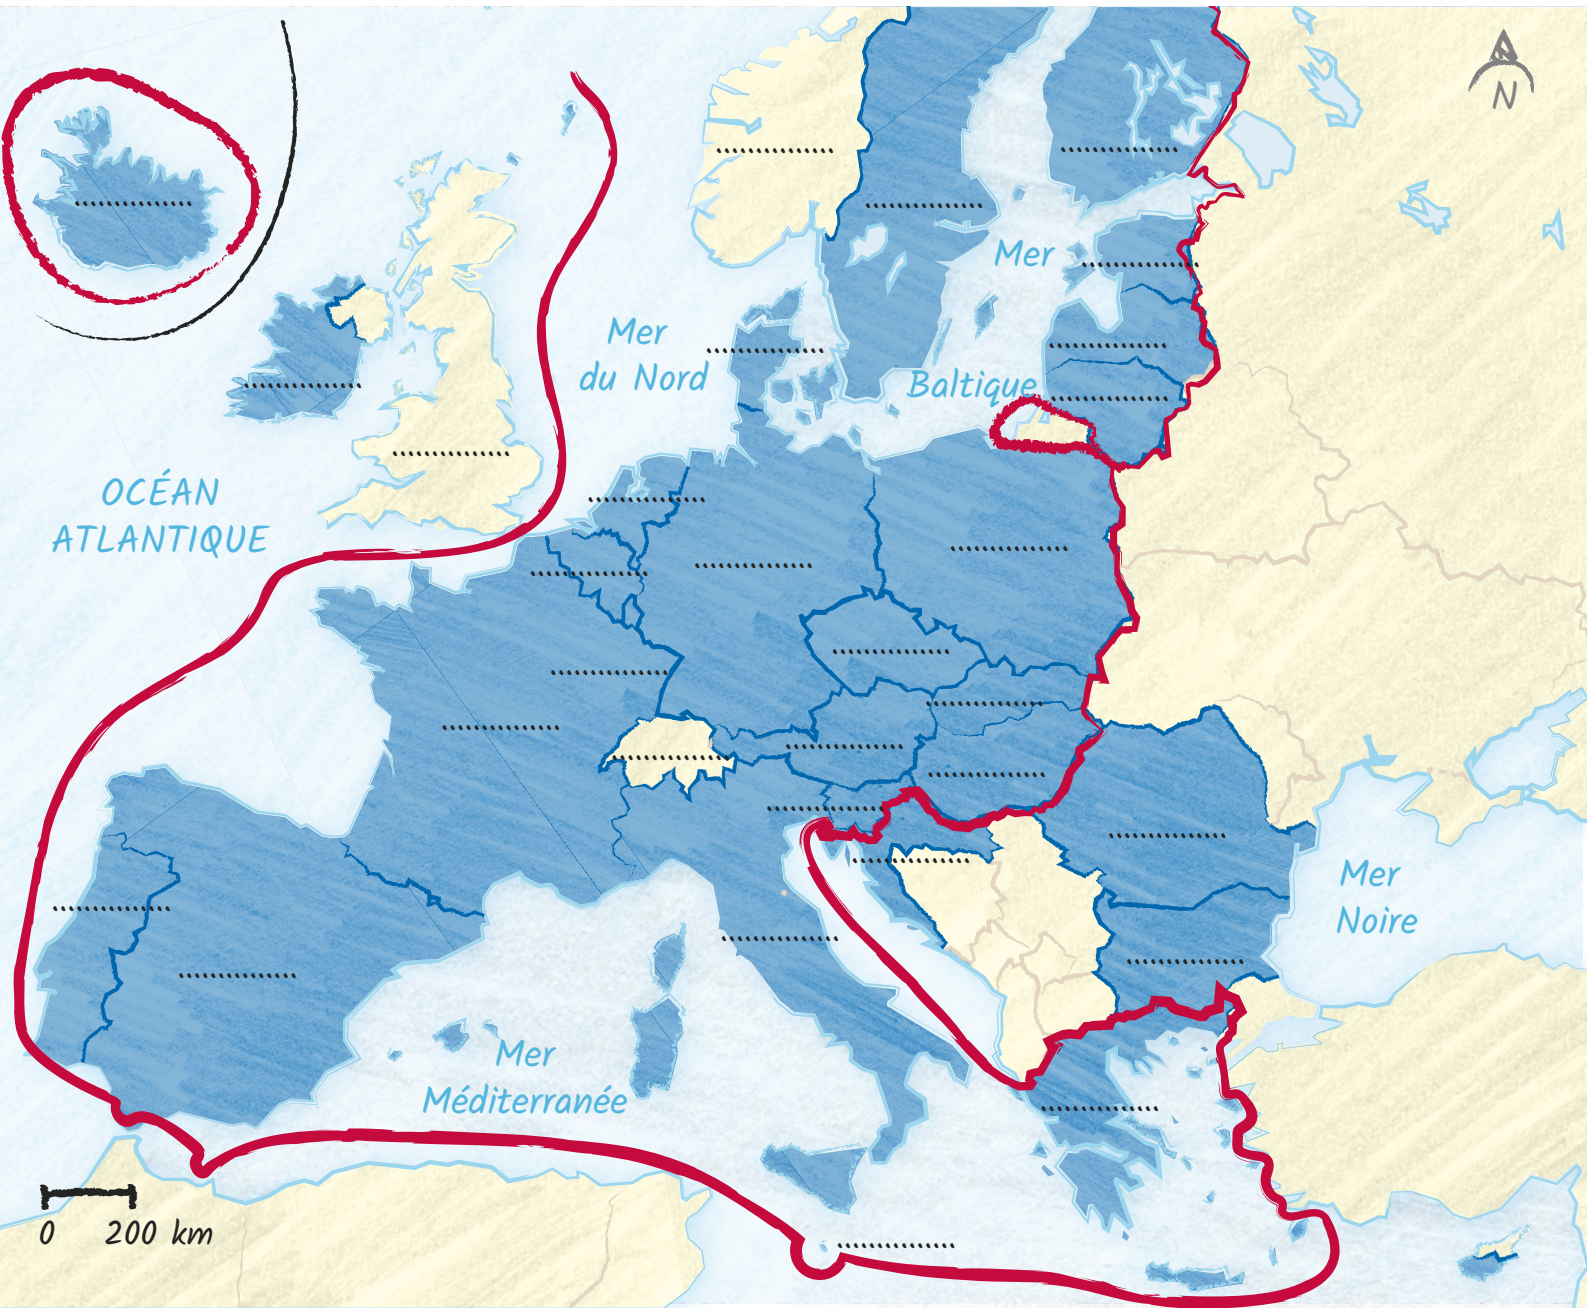 N
Mer
Baltique
Mer
du Nord
OCÉAN
ATLANTIQUE
Mer
Noire
Mer
Méditerranée
0 200 km